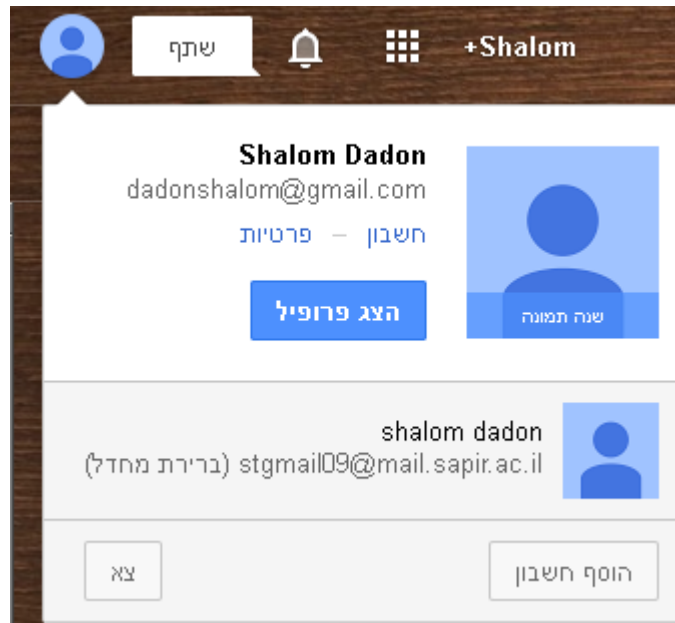 +Shalom
שתף
Shalom Dadon
dadonshalom@gmail.com
חשבון – פרטיות
הצג פרופיל
שנה תמונה
shalom dadon
stgmail09@mail.sapir.ac.il (ברירת מחדל)
הוסף חשבון
צא